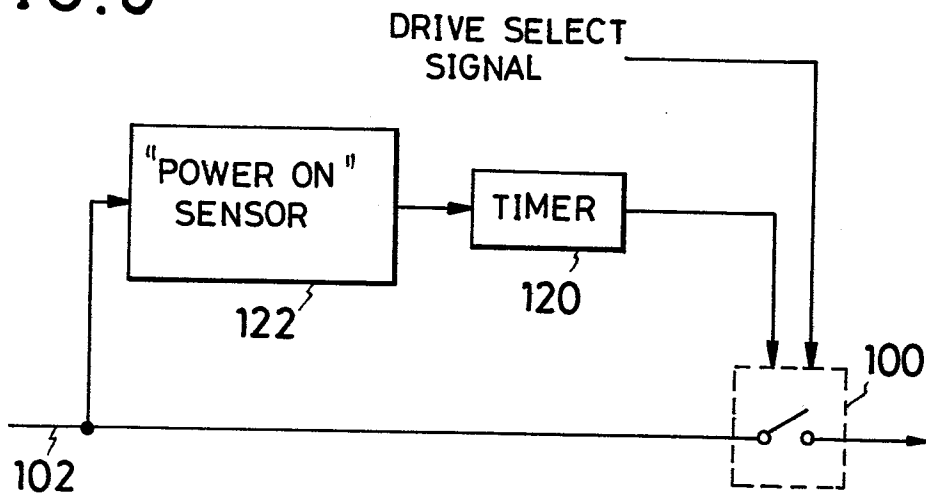 DRIVE SELECT
SIGNAL
"POWER ON"
SENSOR
TIMER
122
120
100
102